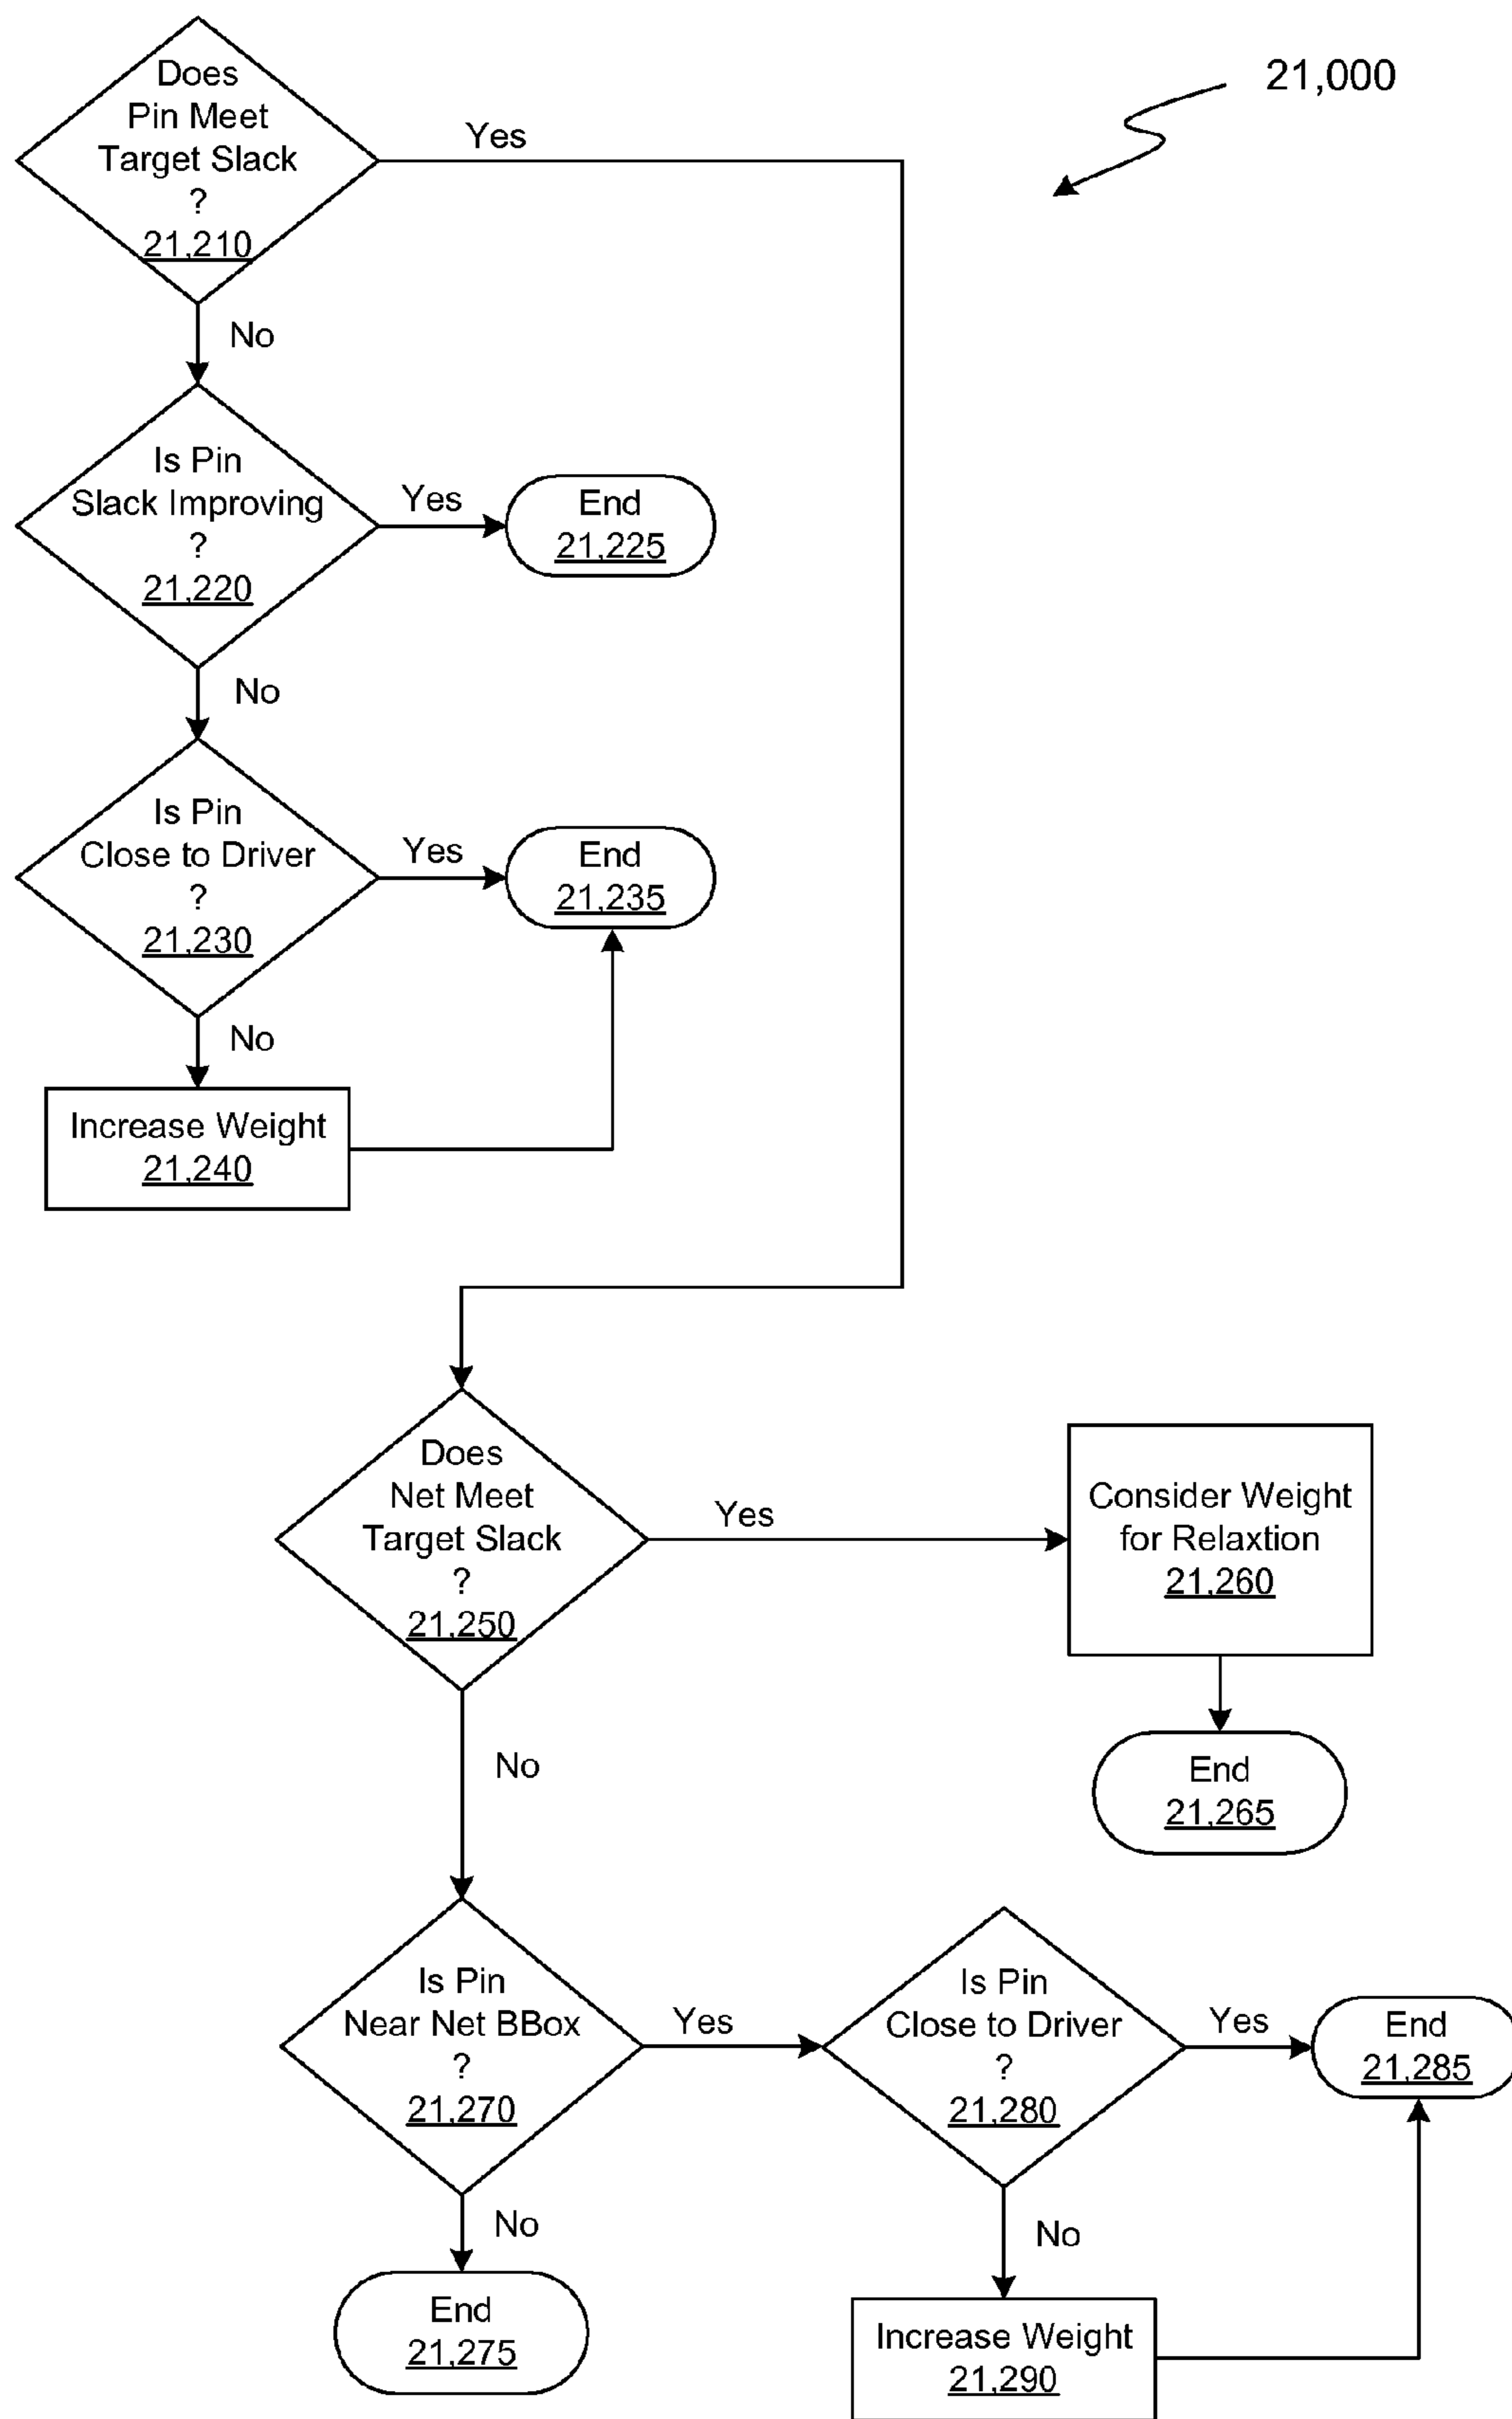 21,000
Does
Pin Meet
Target Slack
?
21,210
Yes
No
Is Pin
Slack Improving
?
21,220
Yes
End
21,225
No
Is Pin
Close to Driver
?
21,230
Yes
End
21,235
No
Increase Weight
21,240
Does
Net Meet
Target Slack
?
21,250
Yes
Consider Weight
for Relaxtion
21,260
End
21,265
No
Is Pin
Near Net BBox
?
21,270
Yes
Is Pin
Close to Driver
?
21,280
Yes
End
21,285
No
End
21,275
No
Increase Weight
21,290